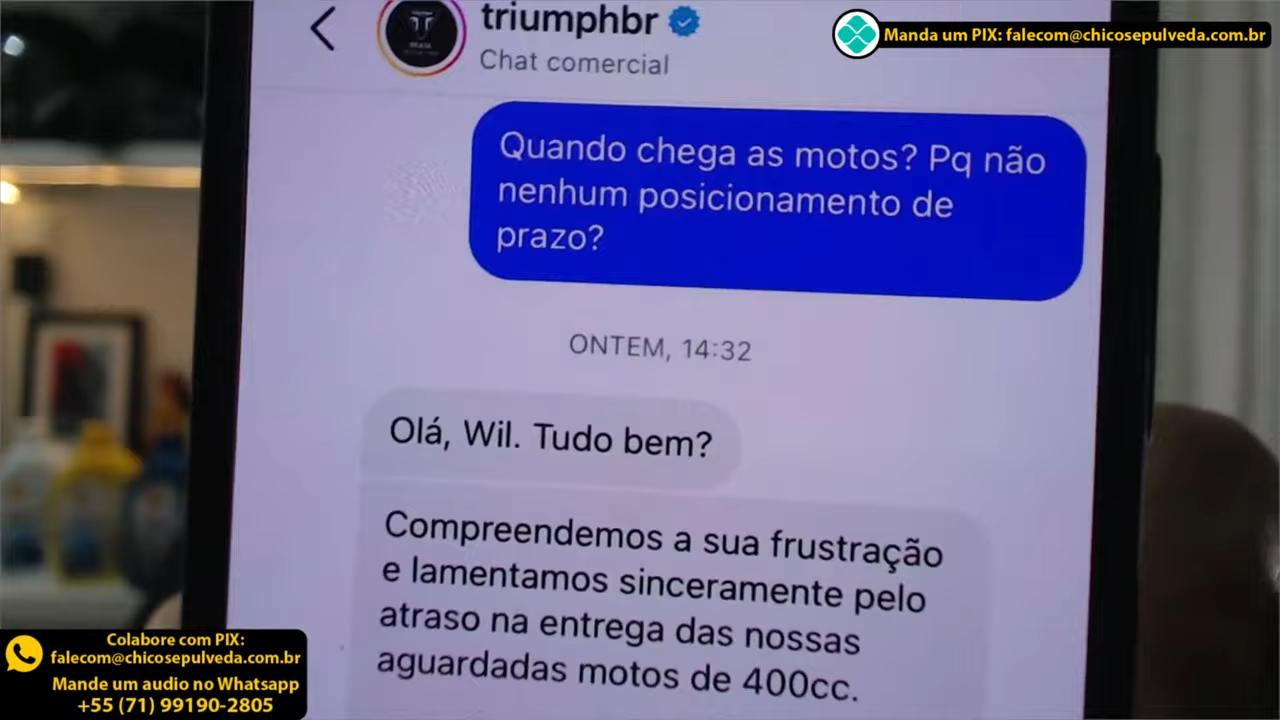 triumphbr
Chat comercial
Manda um PIX: falecom@chicosepulveda.com.br
Quando chega as motos? Pq não
nenhum posicionamento de
prazo?
ONTEM, 14:32
Olá, Wil. Tudo bem?
Compreendemos a sua frustração
e lamentamos sinceramente pelo
atraso na entrega das nossas
aguardadas motos de 400cc.
Colabore com PIX:
falecom@chicosepulveda.com.br
Mande um audio no Whatsapp
+55 (71) 99190-2805